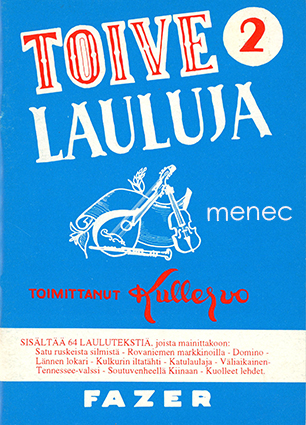 TOIVE 2
LAULUJA
menec
TOIMITTANUT Kullervo
SISÄLTÄÄ 64 LAULUTEKSTIÄ, joista mainittakoon:
Satu ruskeista silmistä - Rovaniemen markkinoilla - Domino -
Lännen lokari - Kulkurin iltatähti - Katulaulaja - Väliaikainen-
Tennessee-valssi - Soutuvenheellä Kiinaan - Kuolleet lehdet.
FAZER